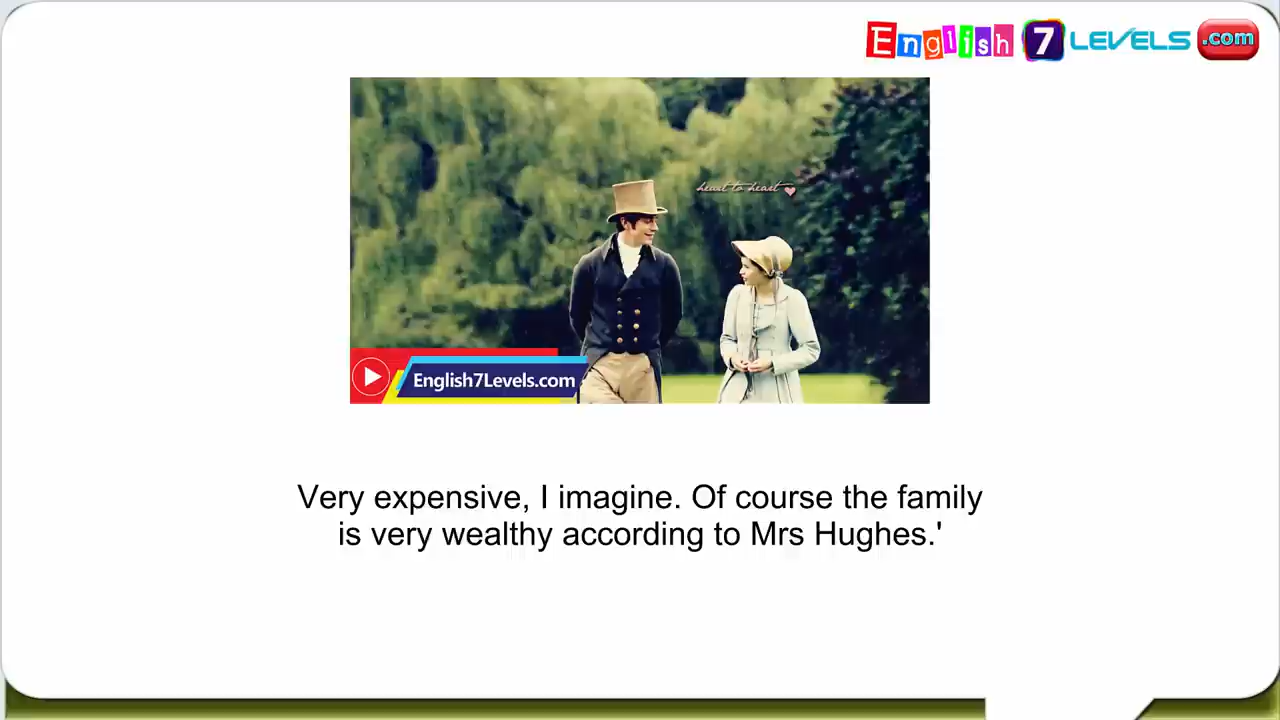 English 7 LEVELS .com
heart to heart
English7Levels.com
Very expensive, I imagine. Of course the family
is very wealthy according to Mrs Hughes.'